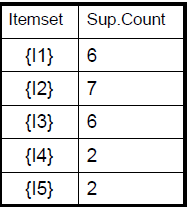 Itemset Sup.Count
{I1} 6
{I2} 7
{I3} 6
{I4} 2
{I5} 2